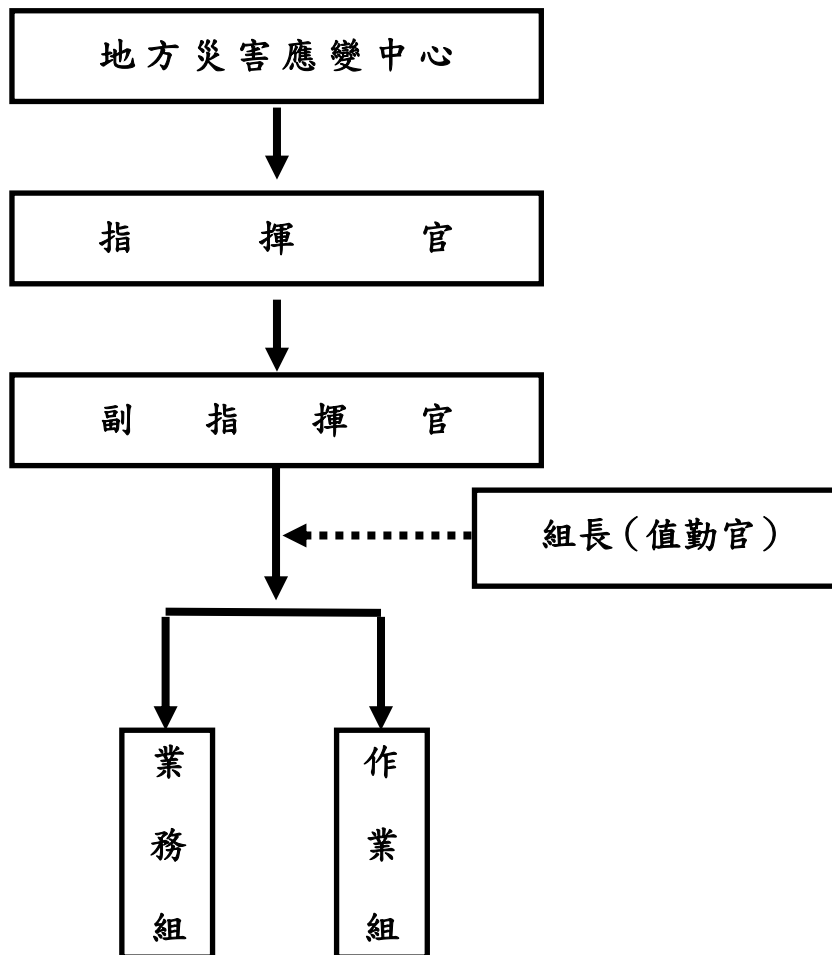 地方災害應變中心
指揮官
副指揮官
組長（值勤官）
業務組
作業組